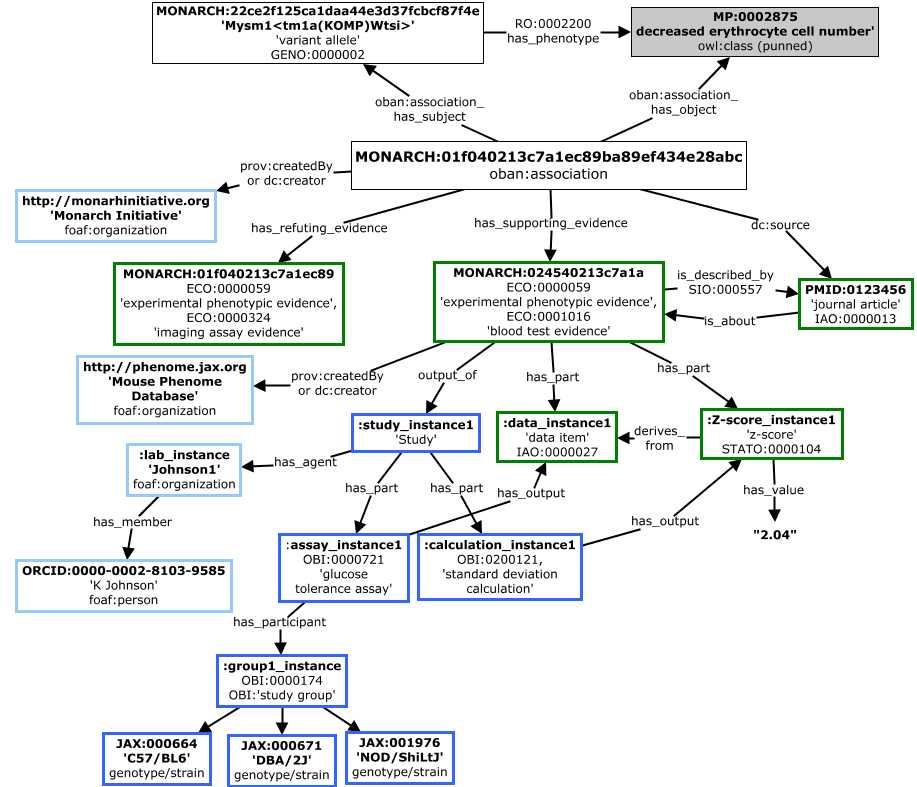 MONARCH:22ce2f125ca1daa44e3d37fcbcf87f4e
'Mysm1<tm1a(KOMP)Wtsi>'
'variant allele'
GENO:0000002
RO:0002200
has_phenotype
MP:0002875
decreased erythrocyte cell number'
owl:class (punned)
oban:association_
has_subject
oban:association_
has_object
MONARCH:01f040213c7a1ec89ba89ef434e28abc
oban:association
prov:createdBy
or dc:creator
http://monarhinitiative.org
'Monarch Initiative'
foaf:organization
has_refuting_evidence
has_supporting_evidence
dc:source
MONARCH:01f040213c7a1ec89
ECO:0000059
'experimental phenotypic evidence',
ECO:0000324
'imaging assay evidence'
MONARCH:024540213c7a1a
ECO:0000059
'experimental phenotypic evidence',
ECO:0001016
'blood test evidence'
is_described_by
SIO:000557
is_about
PMID:0123456
'journal article'
IAO:0000013
http://phenome.jax.org
'Mouse Phenome
Database'
foaf:organization
prov:createdBy
or dc:creator
output_of
has_part
has_part
:study_instance1
'Study'
:data_instance1
'data item'
IAO:0000027
derives_
from
:Z-score_instance1
'z-score'
STATO:0000104
:lab_instance
'Johnson1'
foaf:organization
has_agent
has_part
has_part
has_output
has_value
"2.04"
has_member
has_output
ORCID:0000-0002-8103-9585
'K Johnson'
foaf:person
:assay_instance1
OBI:0000721
'glucose
tolerance assay'
:calculation_instance1
OBI:0200121,
'standard deviation
calculation'
has_participant
:group1_instance
OBI:0000174
OBI:'study group'
JAX:000664
'C57/BL6'
genotype/strain
JAX:000671
'DBA/2J'
genotype/strain
JAX:001976
'NOD/ShiLtJ'
genotype/strain